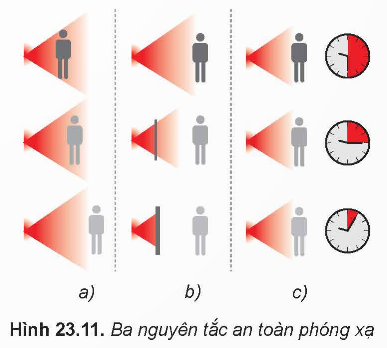 a)
b)
c)
Hình 23.11. Ba nguyên tắc an toàn phóng xạ